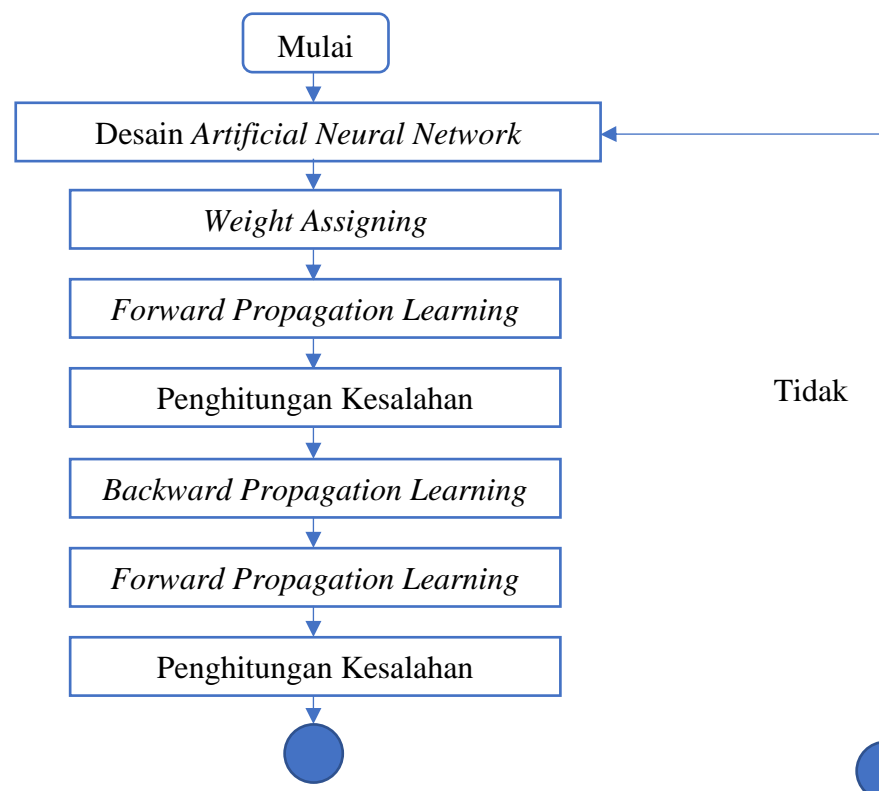 Mulai
Desain Artificial Neural Network
Weight Assigning
Forward Propagation Learning
Penghitungan Kesalahan
Tidak
Backward Propagation Learning
Forward Propagation Learning
Penghitungan Kesalahan